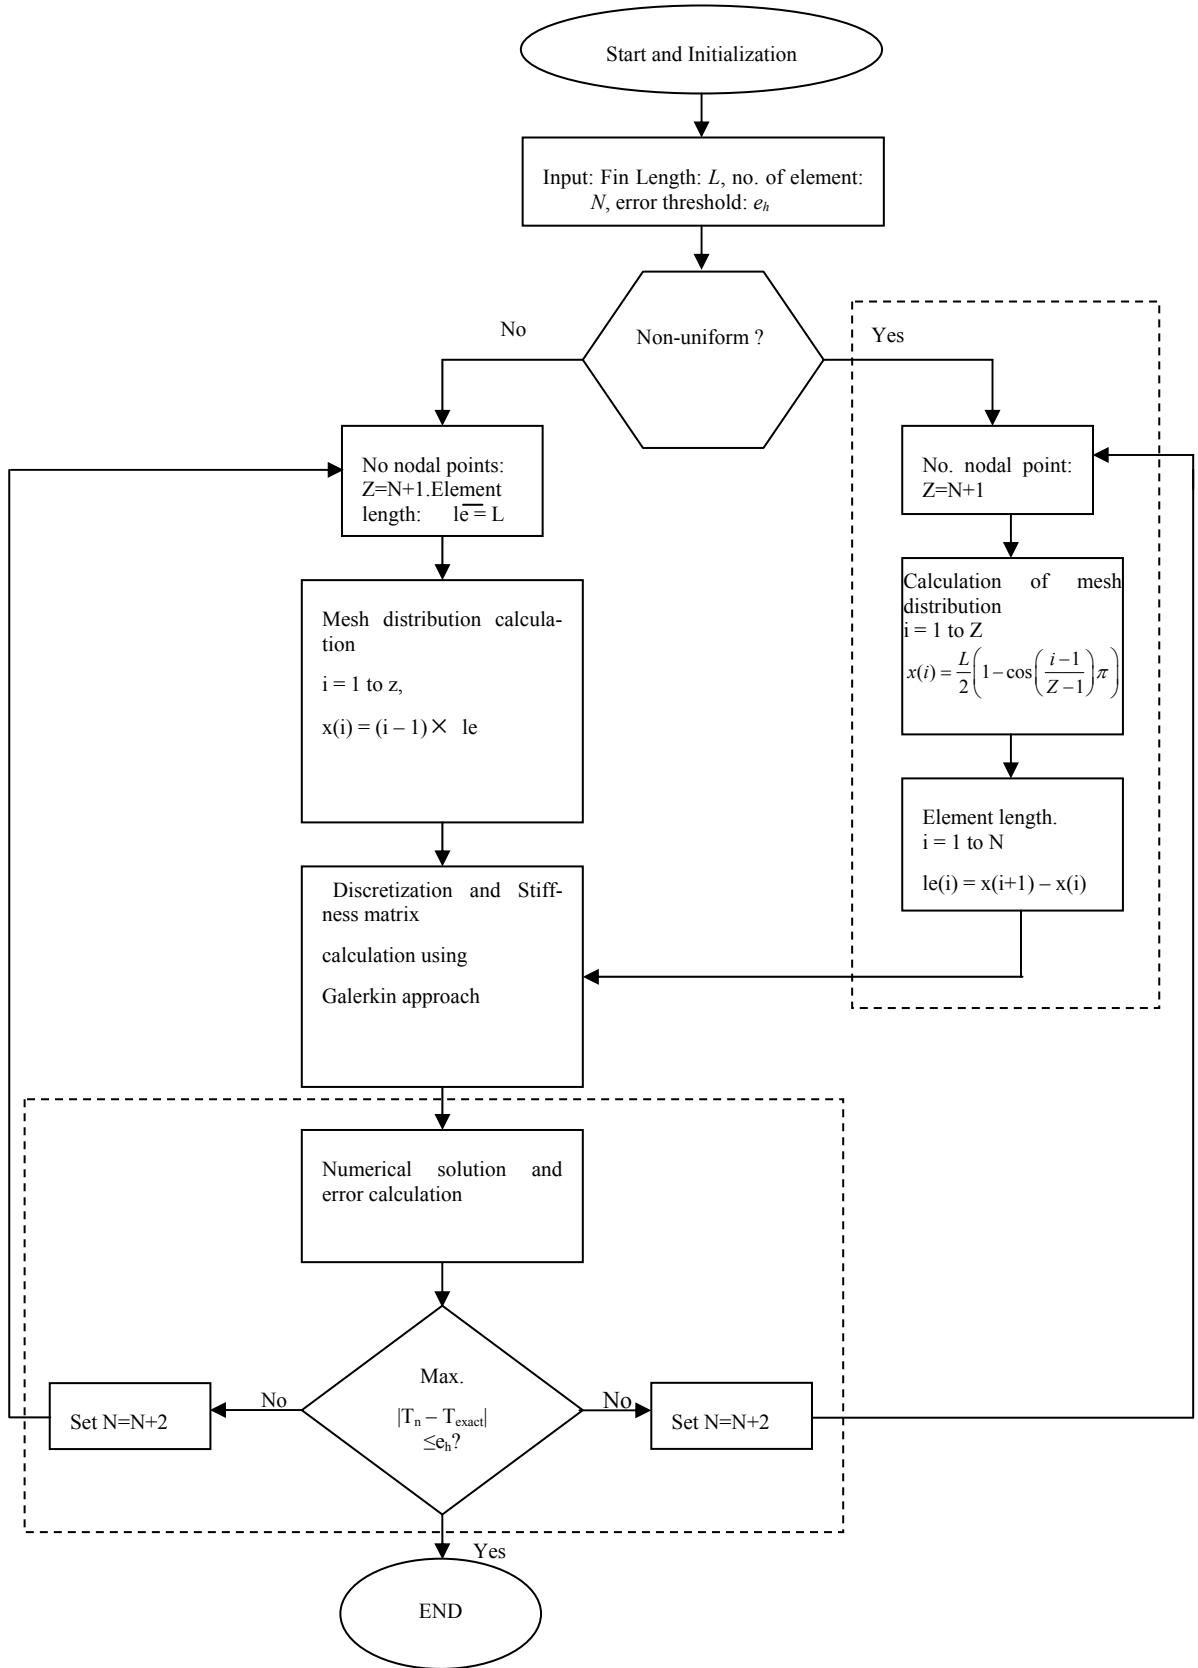 Start and Initialization
Input: Fin Length: L, no. of element:
N, error threshold: eₕ
Non-uniform ?
No
Yes
No nodal points:
Z=N+1.Element
length: le = L
No. nodal point:
Z=N+1
Mesh distribution calcula-
tion
i = 1 to z,
x(i) = (i – 1) × le
Calculation of mesh
distribution
i = 1 to Z
x(i) = L/2 (1 – cos((i – 1)/(Z – 1))π)
Element length.
i = 1 to N
le(i) = x(i+1) – x(i)
Discretization and Stiff-
ness matrix
calculation using
Galerkin approach
Numerical solution and
error calculation
Max.
|Tₙ – T_exact|
≤eₕ?
No
No
Set N=N+2
Set N=N+2
Yes
END